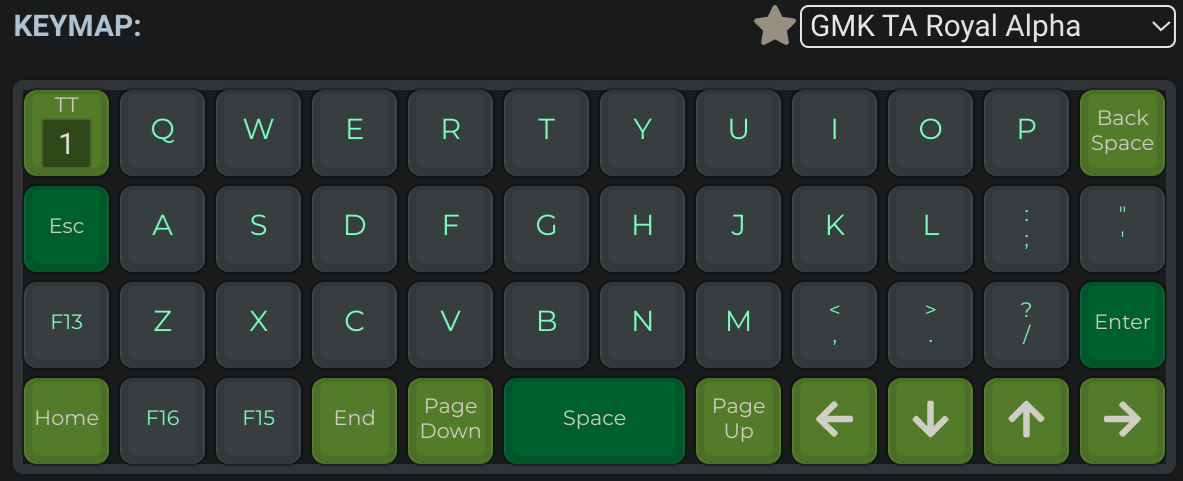 KEYMAP: GMK TA Royal Alpha
TT
1 Q W E R T Y U I O P Back Space
Esc A S D F G H J K L : ; " '
F13 Z X C V B N M < , > . ? / Enter
Home F16 F15 End Page Down Space Page Up ← ↓ ↑ →